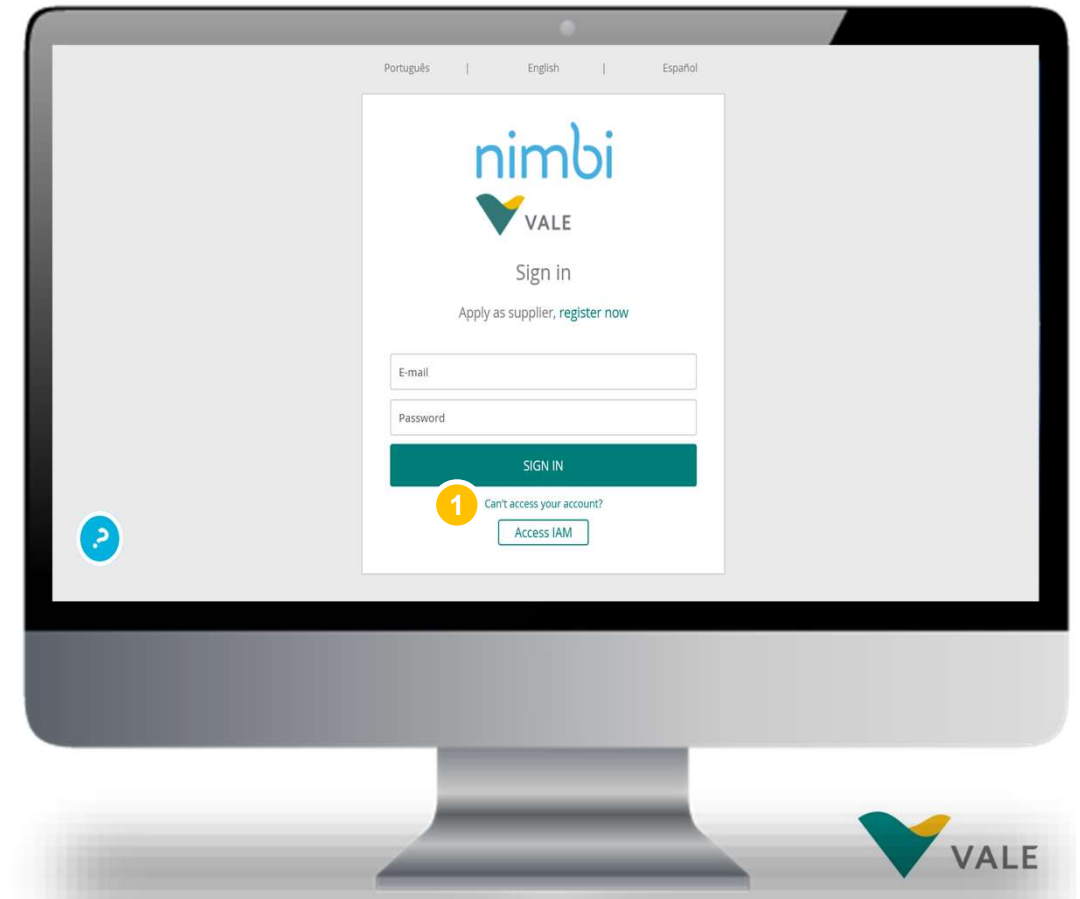 Português | English | Español
nimbi
VALE
Sign in
Apply as supplier, register now
E-mail
Password
SIGN IN
1 Can't access your account?
?
Access IAM
VALE